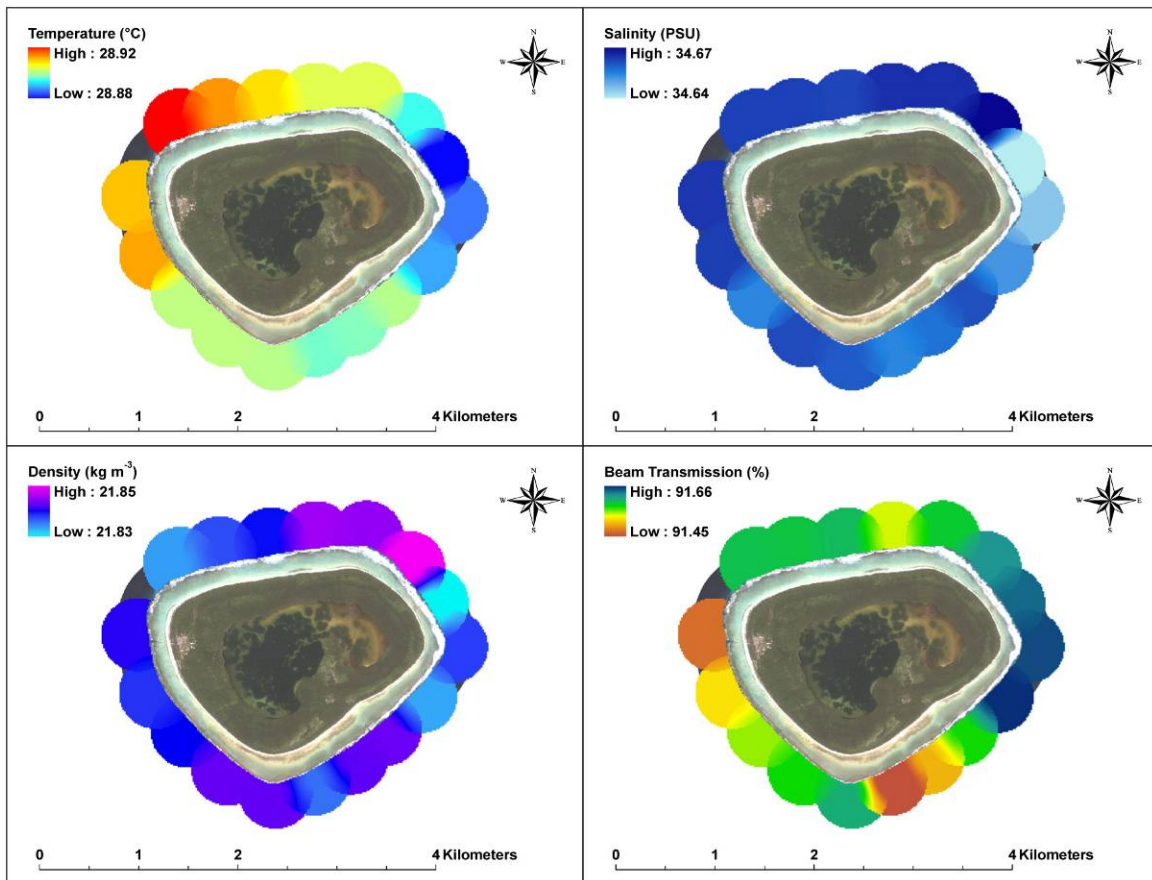 Temperature (°C)
High : 28.92
Low : 28.88
N
W E
S
0 1 2 4 Kilometers
Salinity (PSU)
High : 34.67
Low : 34.64
N
W E
S
0 1 2 4 Kilometers
Density (kg m⁻³)
High : 21.85
Low : 21.83
N
W E
S
0 1 2 4 Kilometers
Beam Transmission (%)
High : 91.66
Low : 91.45
N
W E
S
0 1 2 4 Kilometers